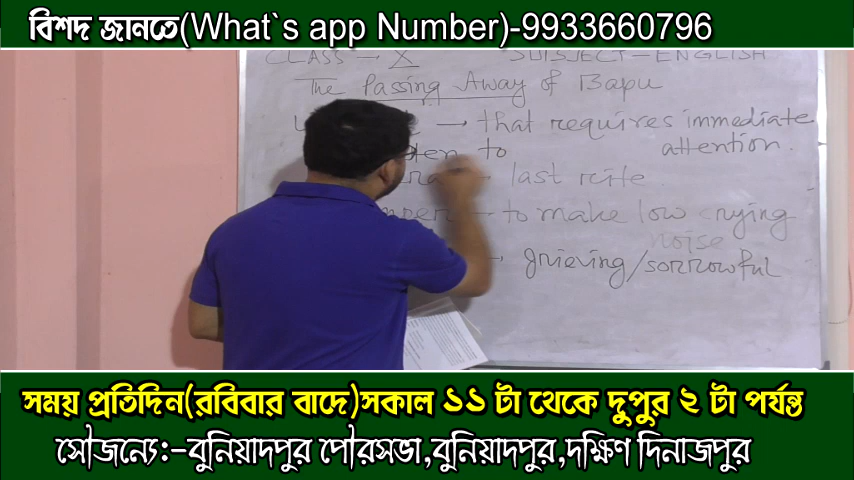 বিশদ জানতে(What`s app Number)-9933660796
CLASS → X SUBJECT - ENGLISH
The Passing Away of Bapu
→ that requires immediate
to attention.
last rite.
→ to make low crying
noise
→ grieving/sorrowful
সময় প্রতিদিন(রবিবার বাদে)সকাল ১১ টা থেকে দুপুর ২ টা পর্যন্ত
সৌজন্যে:-বুনিয়াদপুর পৌরসভা,বুনিয়াদপুর,দক্ষিণ দিনাজপুর